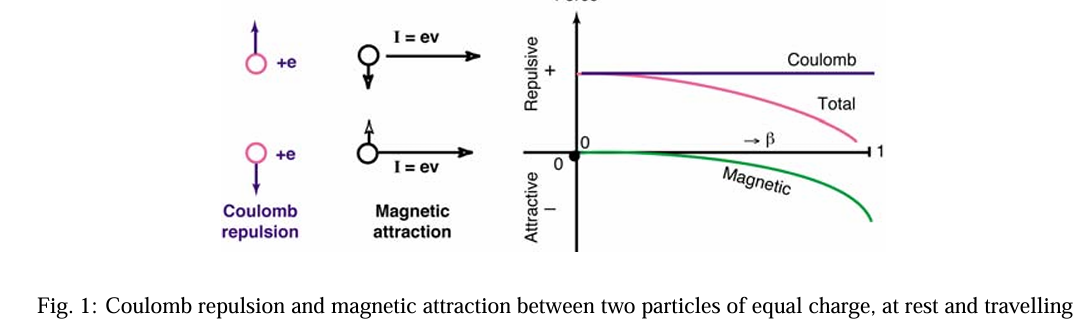 I = ev
+e
+e
I = ev
Coulomb
repulsion
Magnetic
attraction
Repulsive
+
Attractive
–
Coulomb
Total
0
→ β
1
0
Magnetic
Fig. 1: Coulomb repulsion and magnetic attraction between two particles of equal charge, at rest and travelling